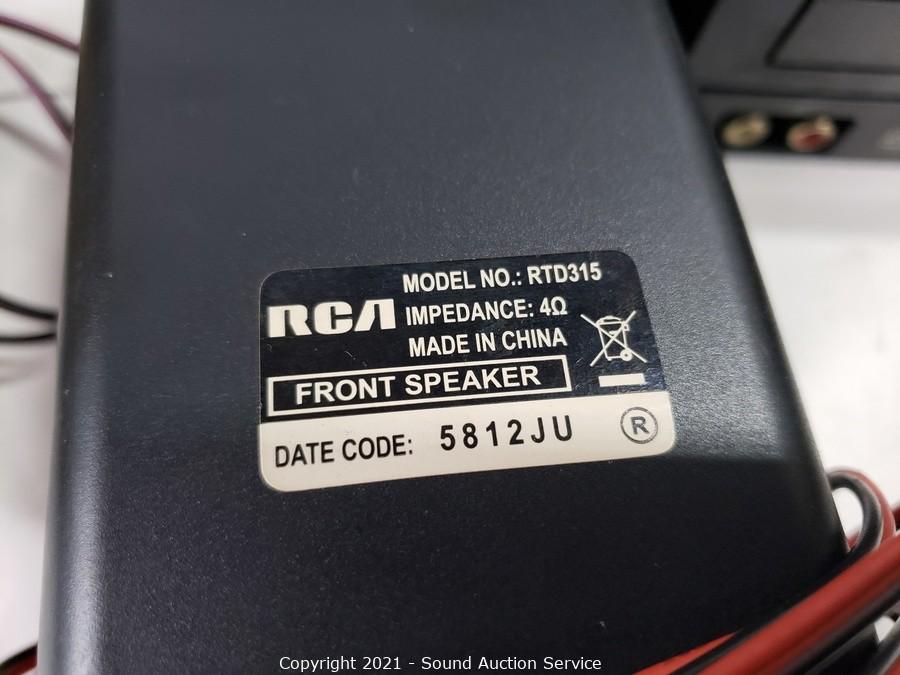 MODEL NO.: RTD315
RCA IMPEDANCE: 4Ω
MADE IN CHINA
FRONT SPEAKER
DATE CODE: 5812JU ®
Copyright 2021 - Sound Auction Service